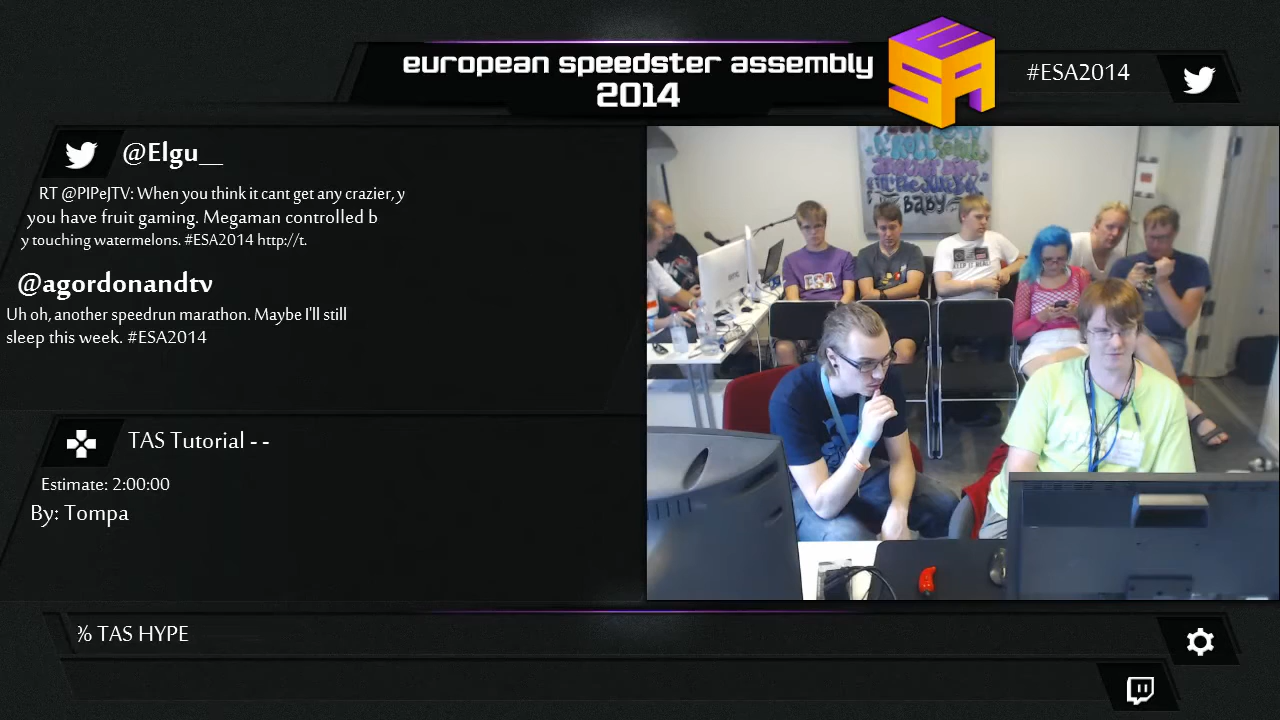 european speedster assembly
2014
ESA
#ESA2014
@Elgu__
RT @PIPeJTV: When you think it cant get any crazier, y
you have fruit gaming. Megaman controlled b
y touching watermelons. #ESA2014 http://t.
@agordonandtv
Uh oh, another speedrun marathon. Maybe I'll still
sleep this week. #ESA2014
BABY
TAS Tutorial - -
Estimate: 2:00:00
By: Tompa
% TAS HYPE